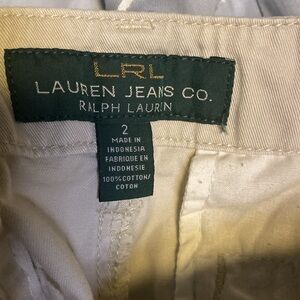 LRL
LAUREN JEANS CO.
RALPH LAUREN
2
MADE IN
INDONESIA
FABRIQUE EN
INDONESIE
100% COTTON/
COTON